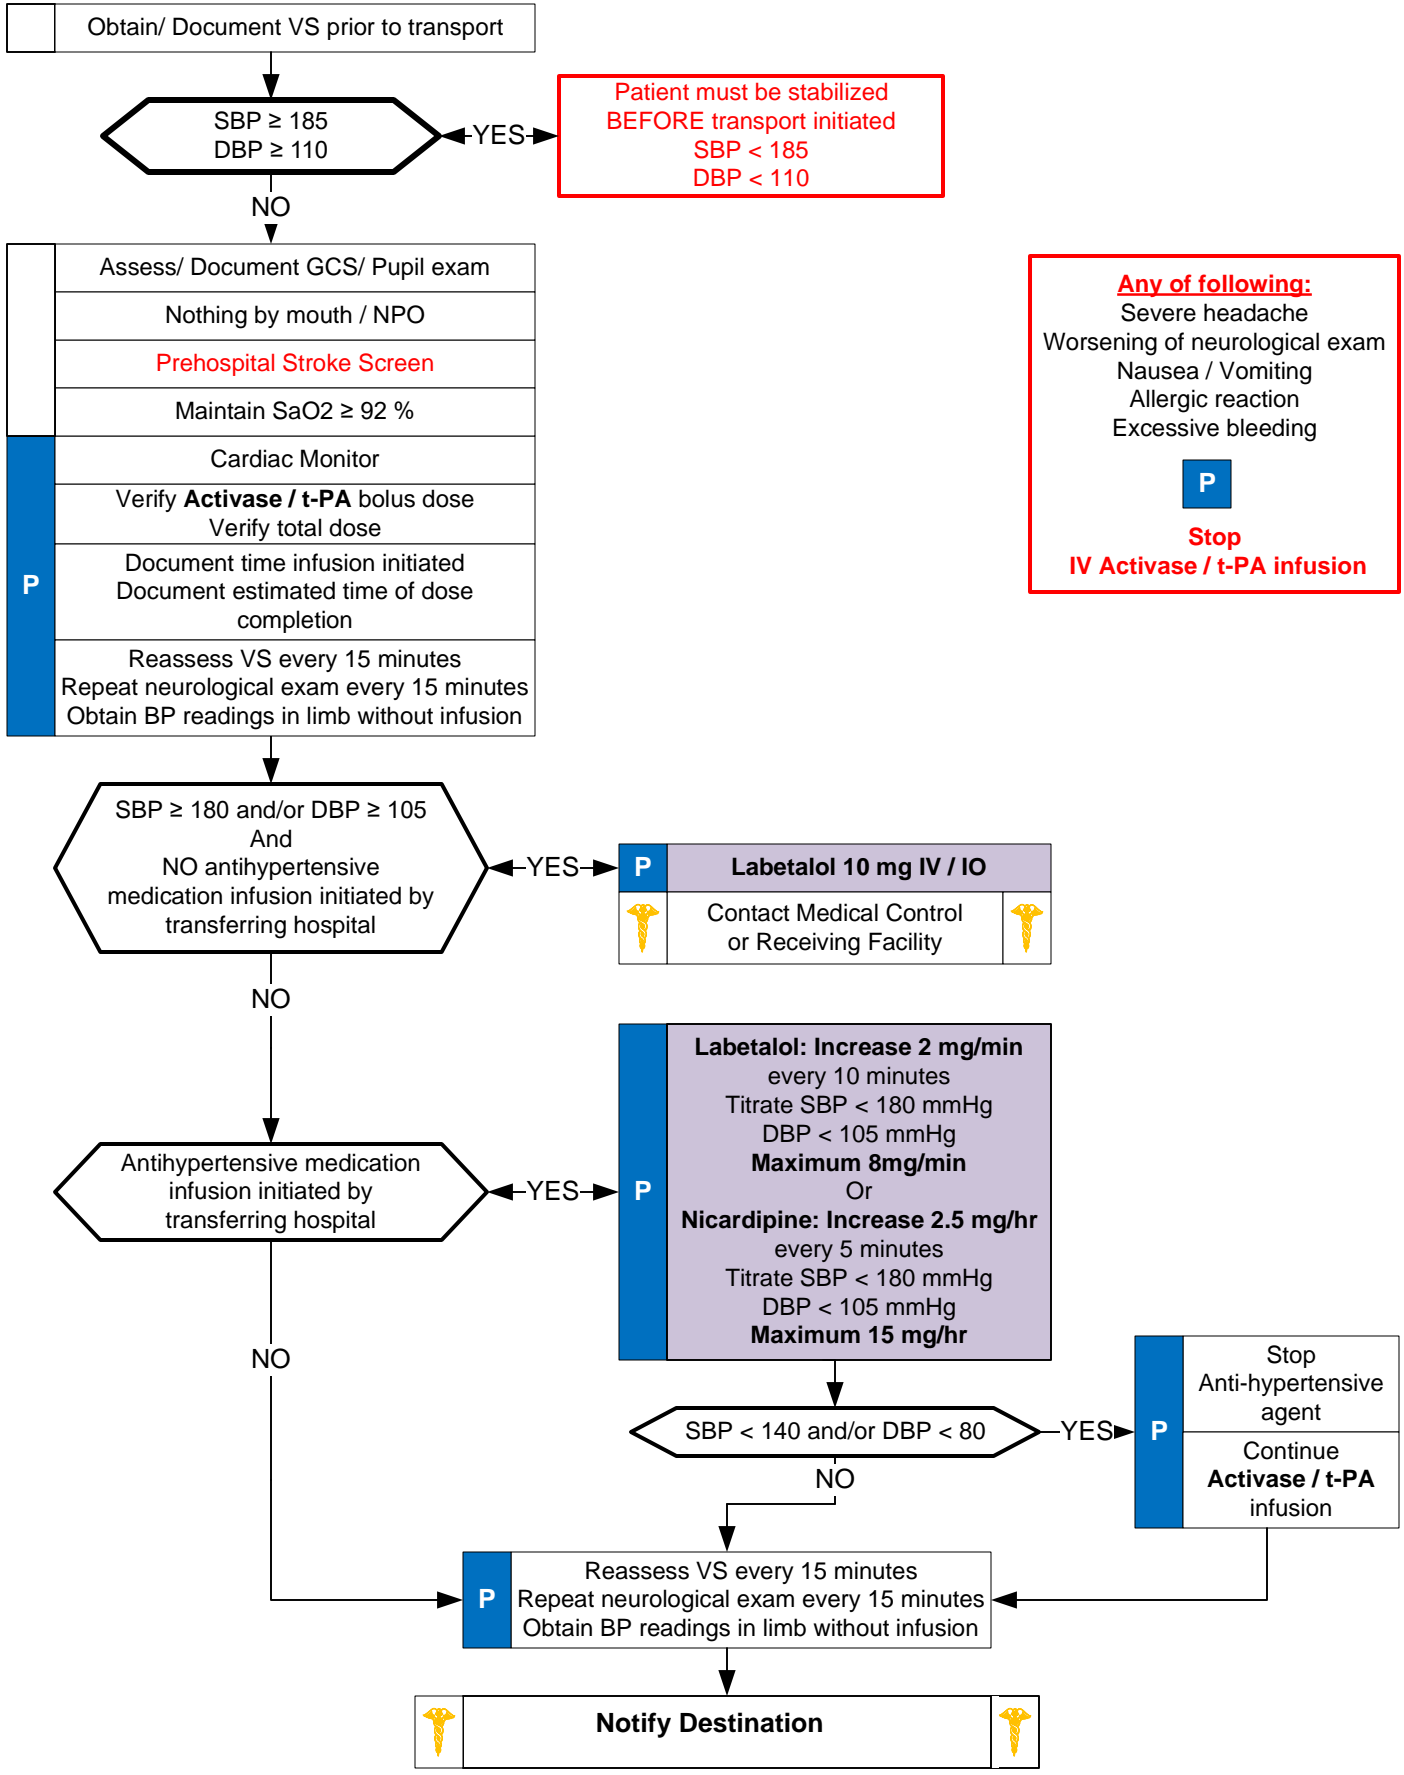 Obtain/ Document VS prior to transport
SBP ≥ 185
DBP ≥ 110
YES
Patient must be stabilized
BEFORE transport initiated
SBP < 185
DBP < 110
NO
Assess/ Document GCS/ Pupil exam
Nothing by mouth / NPO
Prehospital Stroke Screen
Maintain SaO2 ≥ 92 %
P
Cardiac Monitor
Verify Activase / t-PA bolus dose
Verify total dose
Document time infusion initiated
Document estimated time of dose
completion
Reassess VS every 15 minutes
Repeat neurological exam every 15 minutes
Obtain BP readings in limb without infusion
Any of following:
Severe headache
Worsening of neurological exam
Nausea / Vomiting
Allergic reaction
Excessive bleeding
P
Stop
IV Activase / t-PA infusion
SBP ≥ 180 and/or DBP ≥ 105
And
NO antihypertensive
medication infusion initiated by
transferring hospital
YES
P
Labetalol 10 mg IV / IO
Contact Medical Control
or Receiving Facility
NO
Antihypertensive medication
infusion initiated by
transferring hospital
YES
P
Labetalol: Increase 2 mg/min
every 10 minutes
Titrate SBP < 180 mmHg
DBP < 105 mmHg
Maximum 8mg/min
Or
Nicardipine: Increase 2.5 mg/hr
every 5 minutes
Titrate SBP < 180 mmHg
DBP < 105 mmHg
Maximum 15 mg/hr
NO
SBP < 140 and/or DBP < 80
YES
P
Stop
Anti-hypertensive
agent
Continue
Activase / t-PA
infusion
NO
P
Reassess VS every 15 minutes
Repeat neurological exam every 15 minutes
Obtain BP readings in limb without infusion
Notify Destination